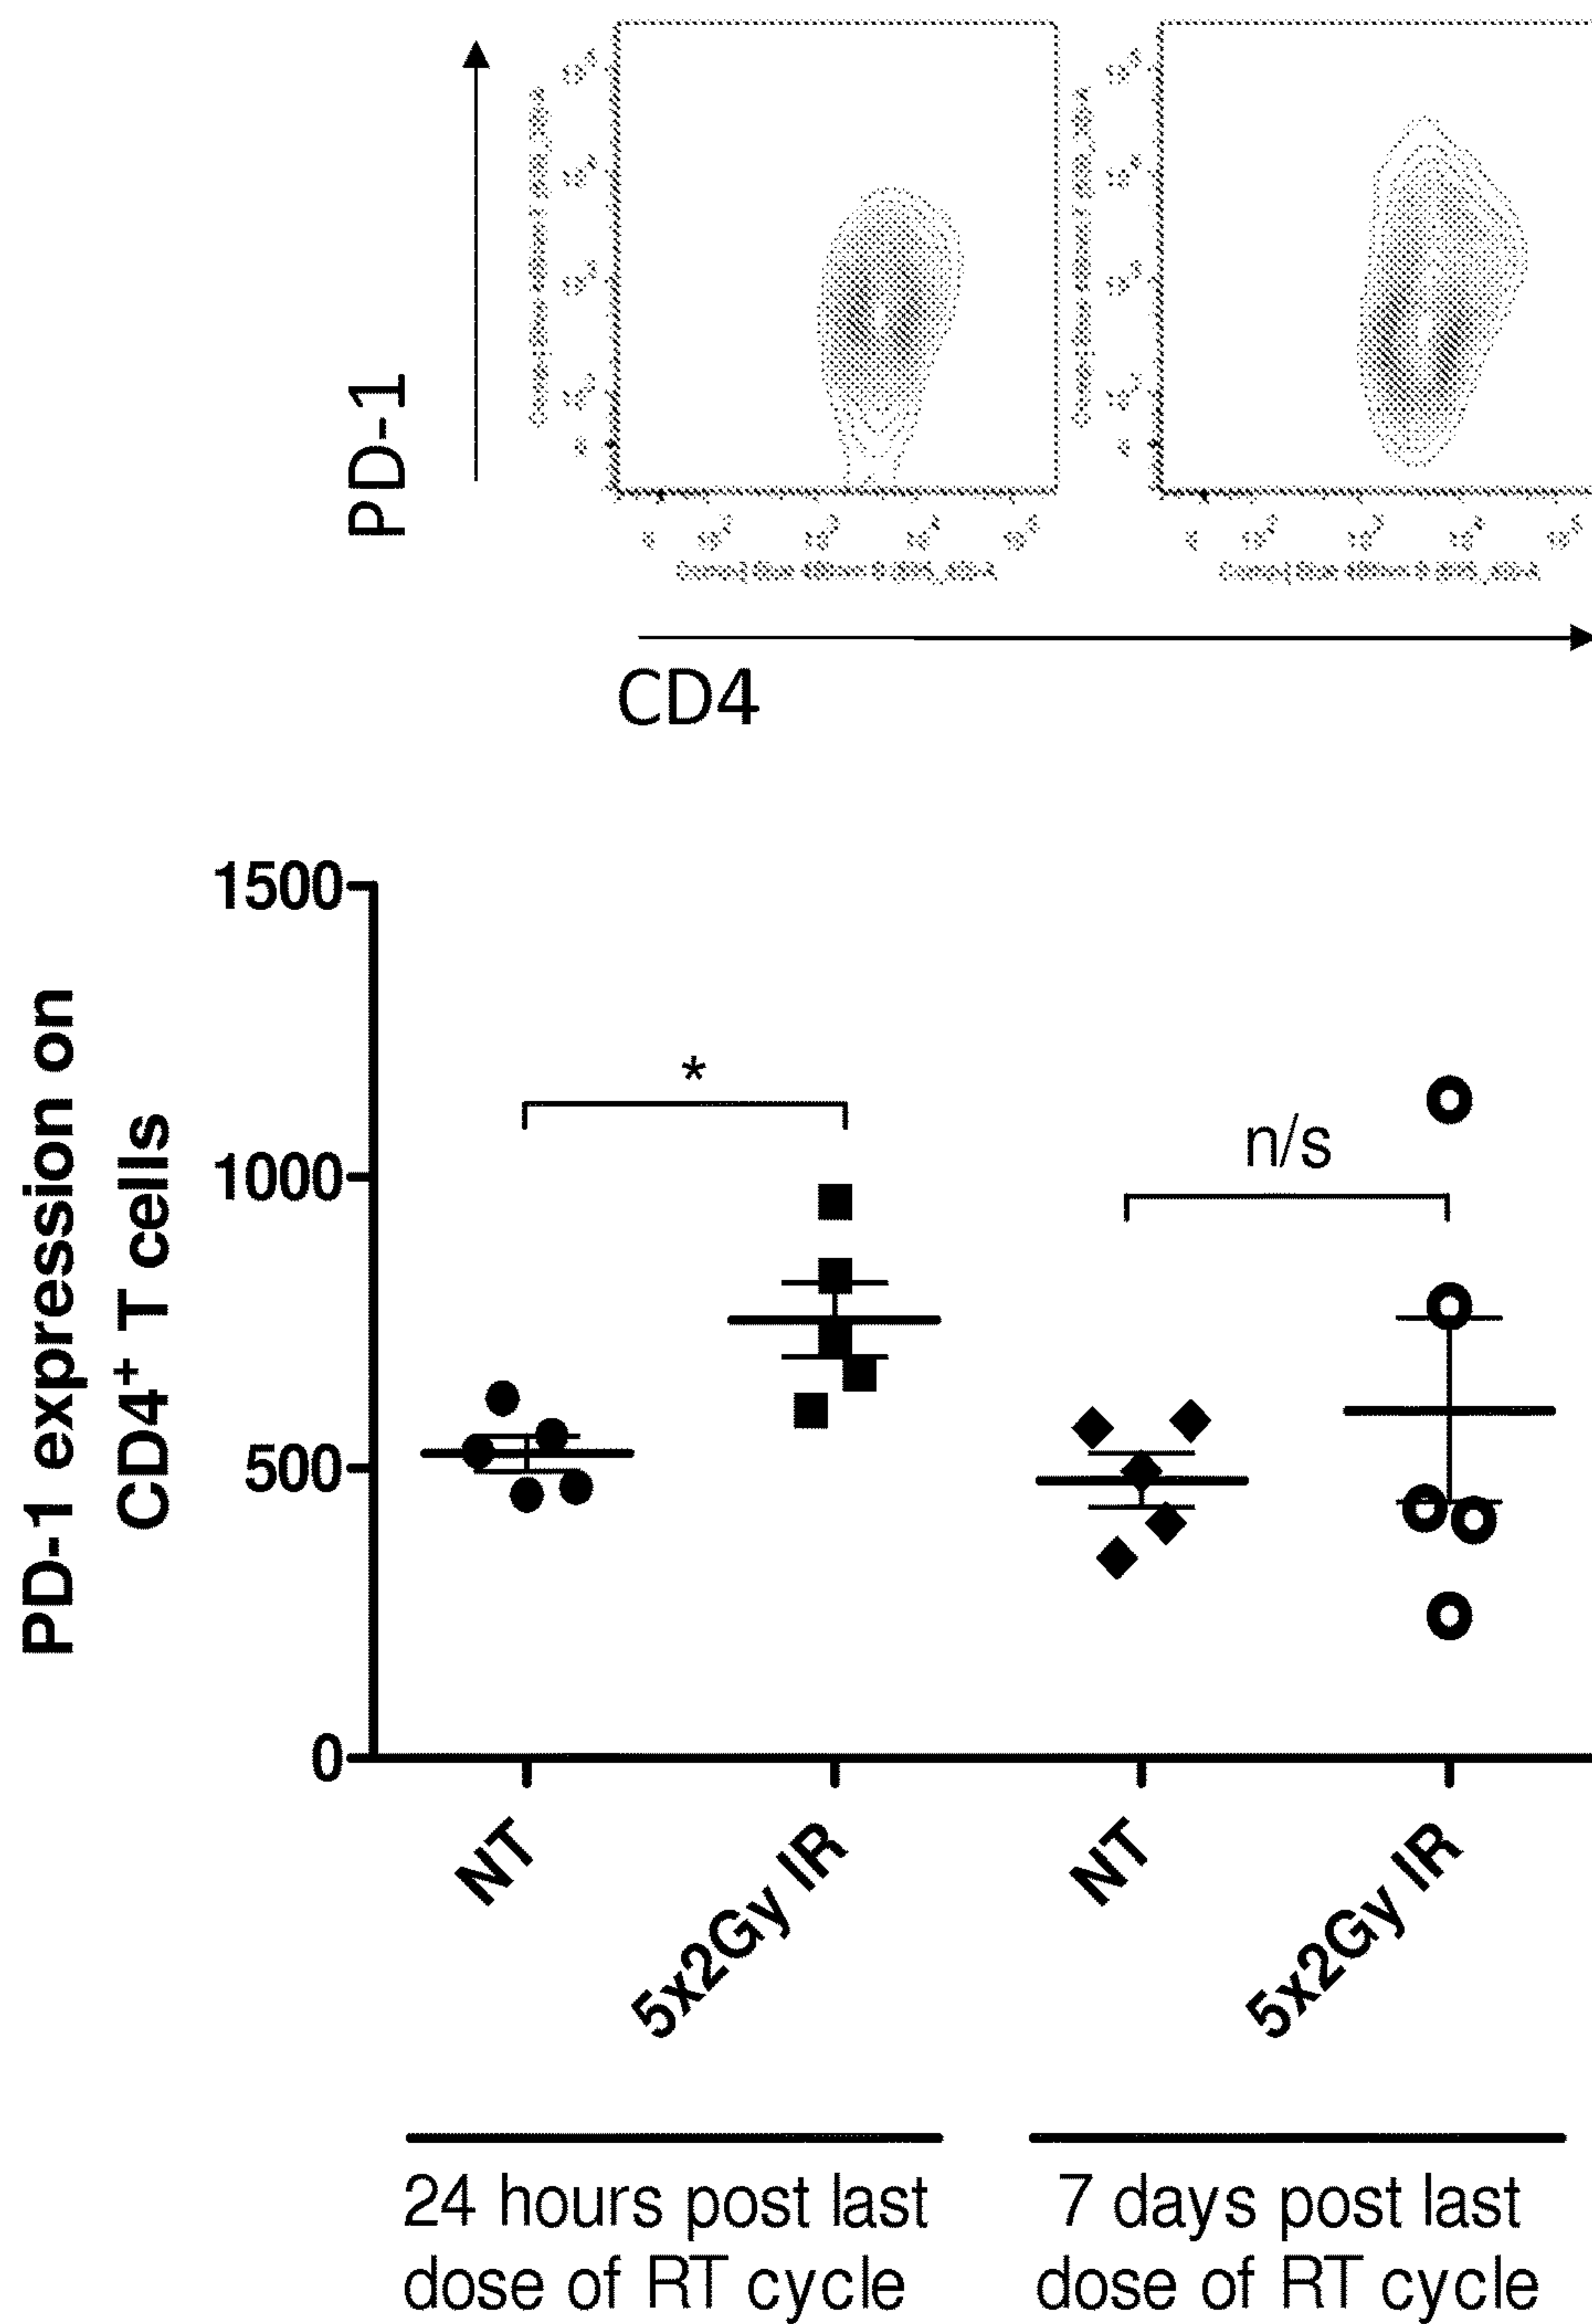 PD-1
CD4
PD-1 expression on
CD4⁺ T cells
1500
1000
500
0
*
n/s
NT
5x2Gy IR
NT
5x2Gy IR
24 hours post last
dose of RT cycle
7 days post last
dose of RT cycle